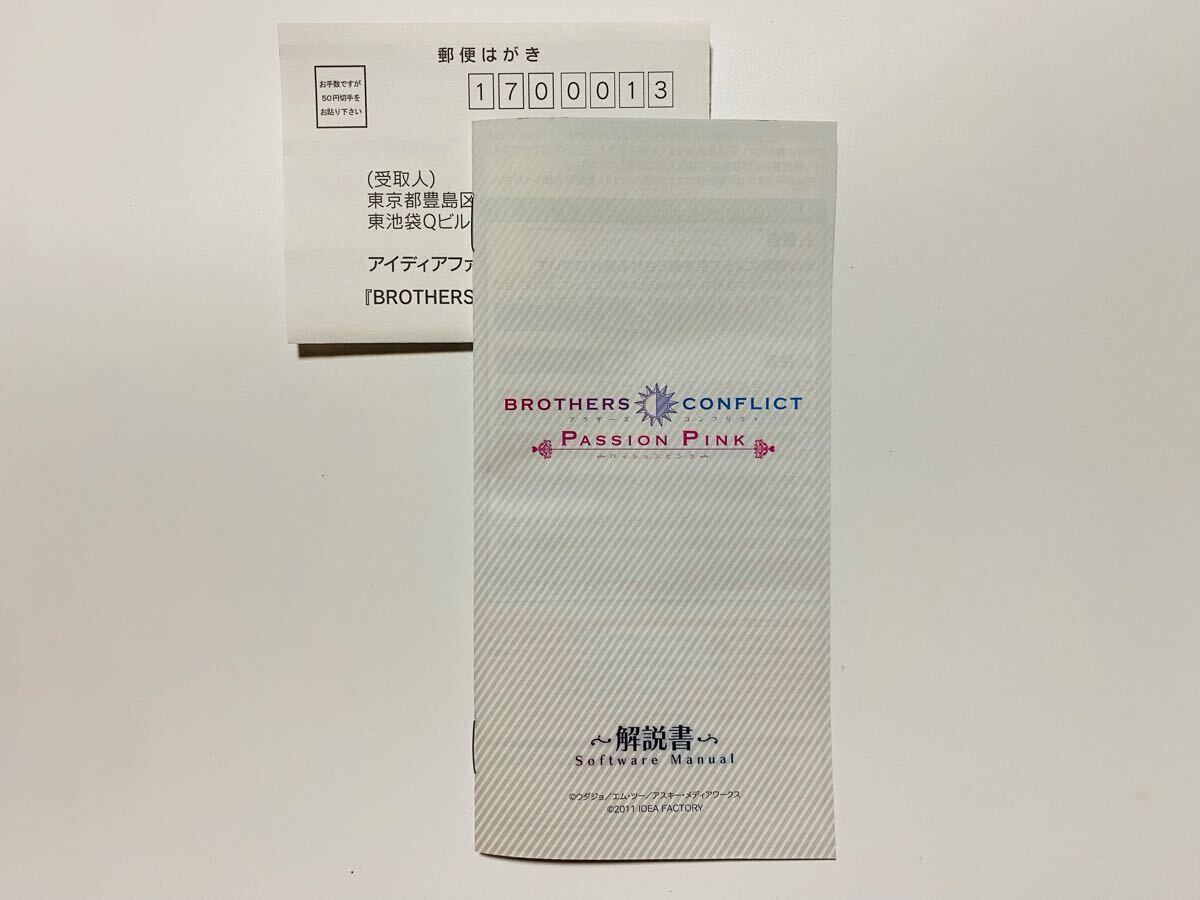 郵便はがき
お手数ですが
50円切手を
お貼り下さい
1700013
(受取人)
東京都豊島区
東池袋Qビル
アイディアファ
『BROTHERS
BROTHERS CONFLICT
ブラザーズ コンフリクト
PASSION PINK
～パッションピンク～
～解説書～
Software Manual
©ウダジョ/エム・ツー/アスキー・メディアワークス
©2011 IDEA FACTORY